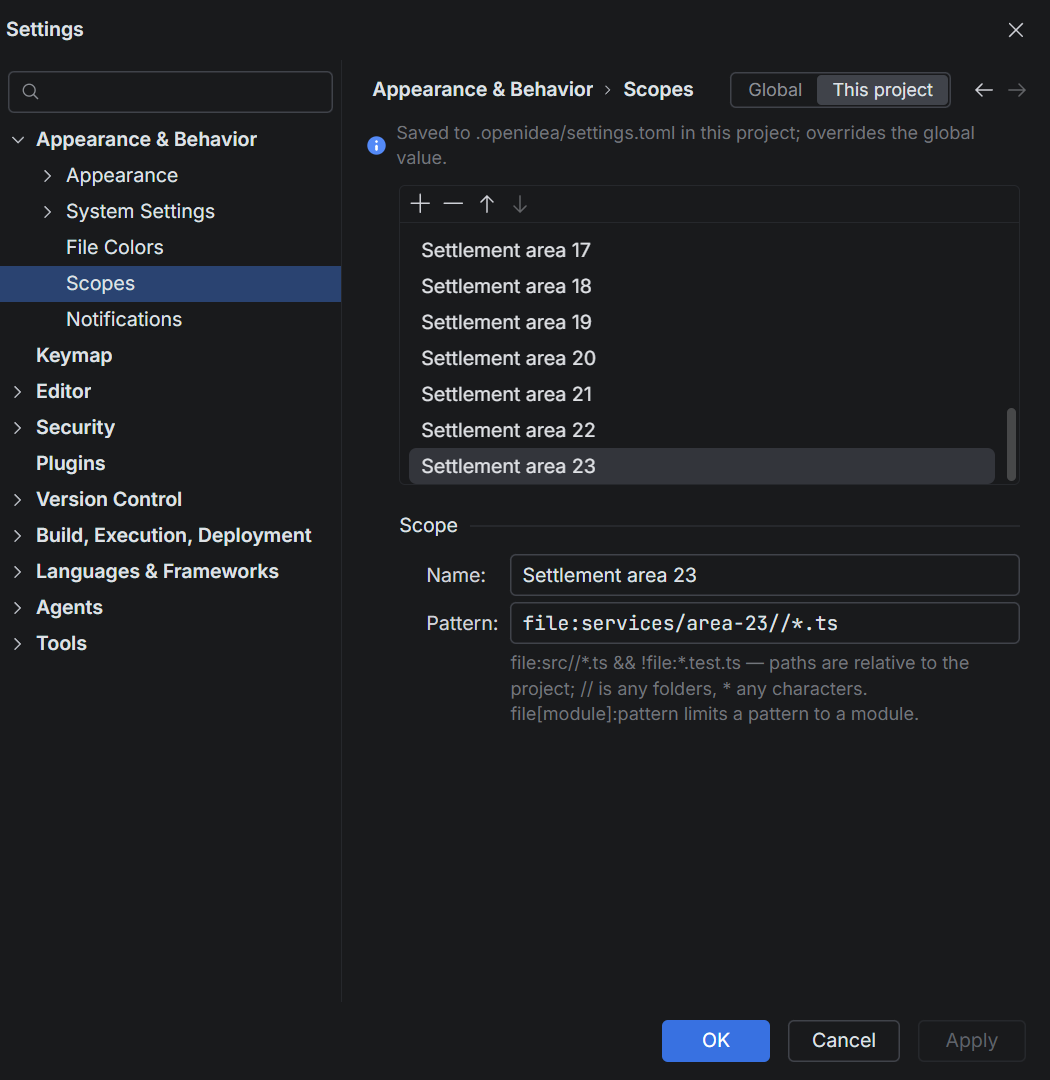 Settings
Appearance & Behavior
Appearance
System Settings
File Colors
Scopes
Notifications
Keymap
Editor
Security
Plugins
Version Control
Build, Execution, Deployment
Languages & Frameworks
Agents
Tools
Appearance & Behavior › Scopes
Global
This project
Saved to .openidea/settings.toml in this project; overrides the global
value.
Settlement area 17
Settlement area 18
Settlement area 19
Settlement area 20
Settlement area 21
Settlement area 22
Settlement area 23
Scope
Name: Settlement area 23
Pattern: file:services/area-23//*.ts
file:src//*.ts && !file:*.test.ts — paths are relative to the
project; // is any folders, * any characters.
file[module]:pattern limits a pattern to a module.
OK
Cancel
Apply